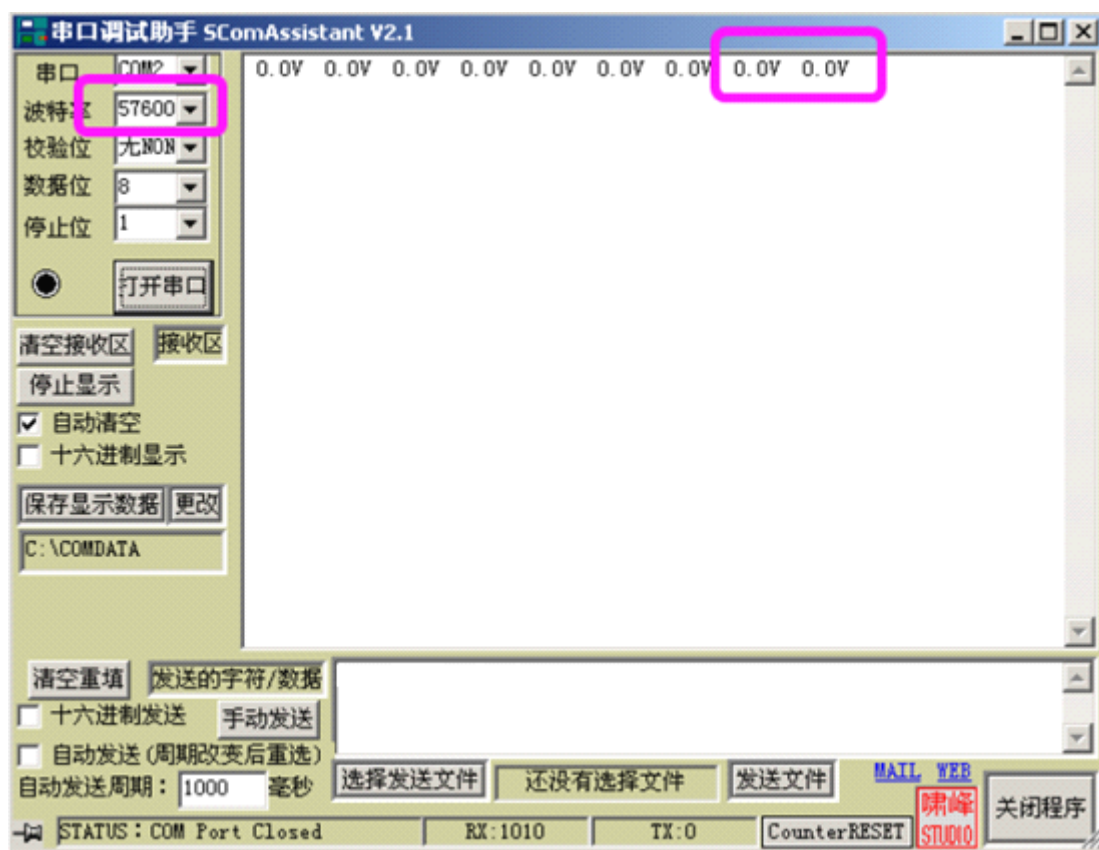 串口调试助手 SComAssistant V2.1
串口 COM2
0.0V 0.0V 0.0V 0.0V 0.0V 0.0V 0.0V 0.0V 0.0V
波特率 57600
校验位 无NON
数据位 8
停止位 1
打开串口
清空接收区 接收区
停止显示
自动清空
十六进制显示
保存显示数据 更改
C:\COMDATA
清空重填 发送的字符/数据
十六进制发送 手动发送
自动发送(周期改变后重选)
自动发送周期: 1000 毫秒 选择发送文件 还没有选择文件 发送文件 MAIL WEB
啸峰
STUDIO
关闭程序
STATUS:COM Port Closed RX:1010 TX:0 CounterRESET